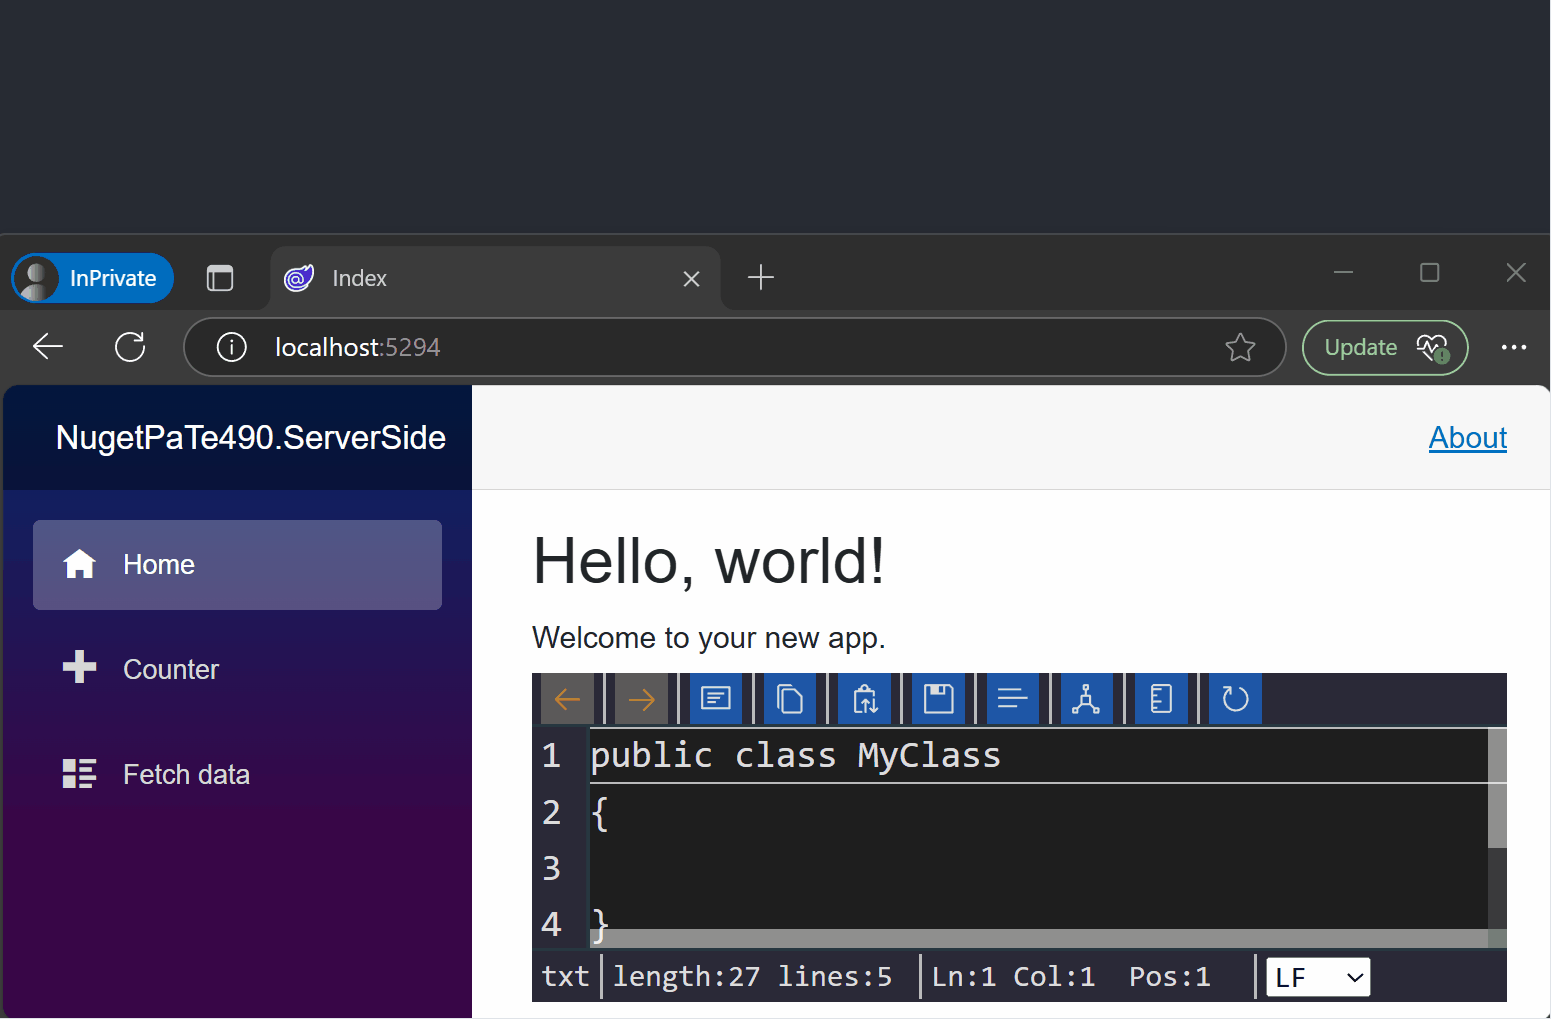 InPrivate
Index
localhost:5294
Update
NugetPaTe490.ServerSide
About
Home
Counter
Fetch data
Hello, world!
Welcome to your new app.
1 public class MyClass
2 {
3
4 }
txt length:27 lines:5 Ln:1 Col:1 Pos:1 LF